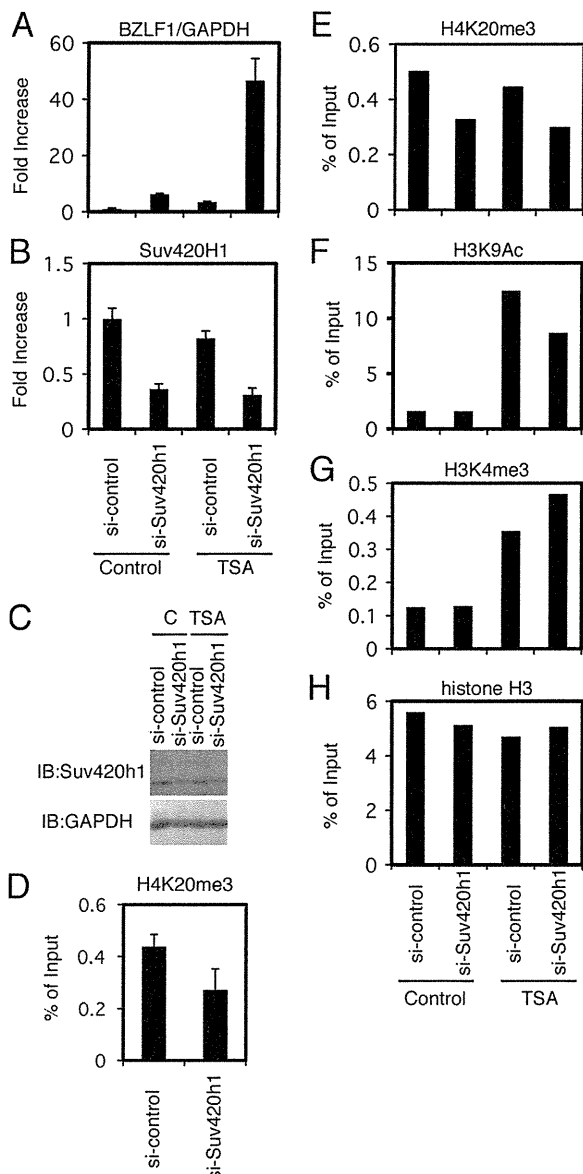 A
BZLF1/GAPDH
Fold Increase
60
40
20
0
B
Suv420H1
Fold Increase
1.5
1
0.5
0
si-control
si-Suv420h1
si-control
si-Suv420h1
Control
TSA
C
C TSA
si-control
si-Suv420h1
si-control
si-Suv420h1
IB:Suv420h1
IB:GAPDH
D
H4K20me3
% of Input
0.6
0.4
0.2
0
si-control
si-Suv420h1
E
H4K20me3
% of Input
0.6
0.4
0.2
0
F
H3K9Ac
% of Input
15
10
5
0
G
H3K4me3
% of Input
0.5
0.4
0.3
0.2
0.1
0
H
histone H3
% of Input
6
4
2
0
si-control
si-Suv420h1
si-control
si-Suv420h1
Control
TSA